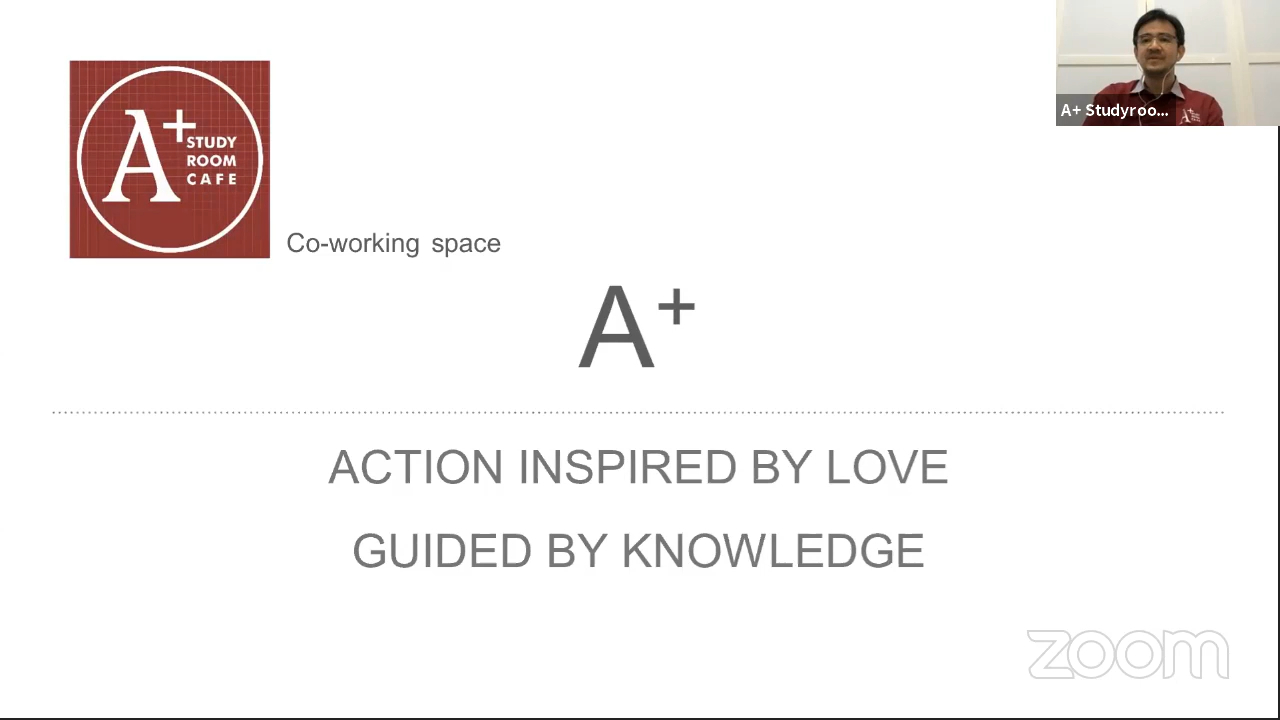 A+ Studyroo...
A+
STUDY
ROOM
CAFE
Co-working space
A+
ACTION INSPIRED BY LOVE
GUIDED BY KNOWLEDGE
zoom